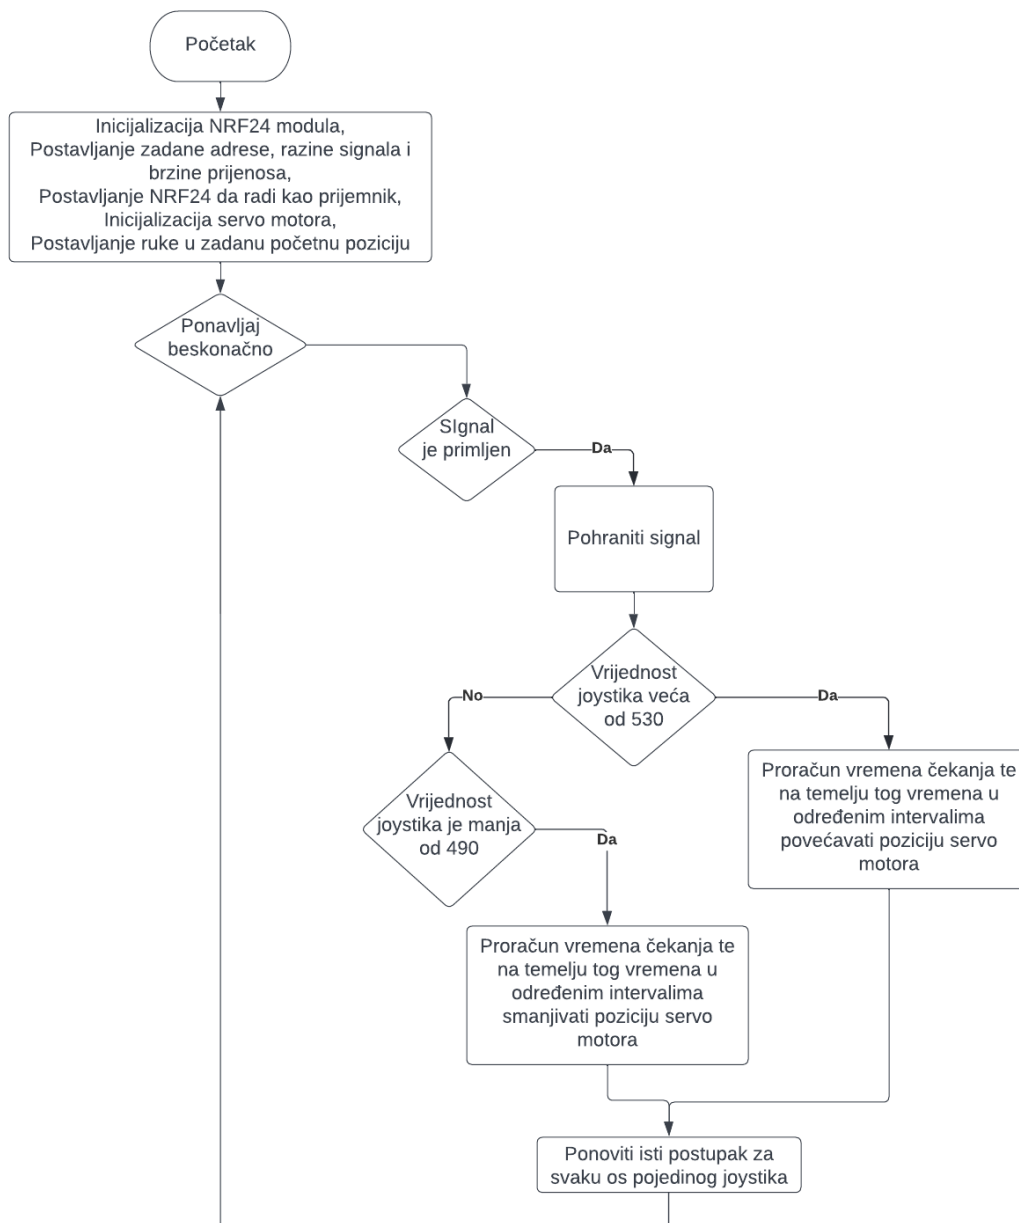 Početak
Inicijalizacija NRF24 modula,
Postavljanje zadane adrese, razine signala i
brzine prijenosa,
Postavljanje NRF24 da radi kao prijemnik,
Inicijalizacija servo motora,
Postavljanje ruke u zadanu početnu poziciju
Ponavljaj
beskonačno
SIgnal
je primljen
Da
Pohraniti signal
Vrijednost
joystika veća
od 530
No
Da
Vrijednost
joystika je manja
od 490
Da
Proračun vremena čekanja te
na temelju tog vremena u
određenim intervalima
povećavati poziciju servo
motora
Proračun vremena čekanja te
na temelju tog vremena u
određenim intervalima
smanjivati poziciju servo
motora
Ponoviti isti postupak za
svaku os pojedinog joystika